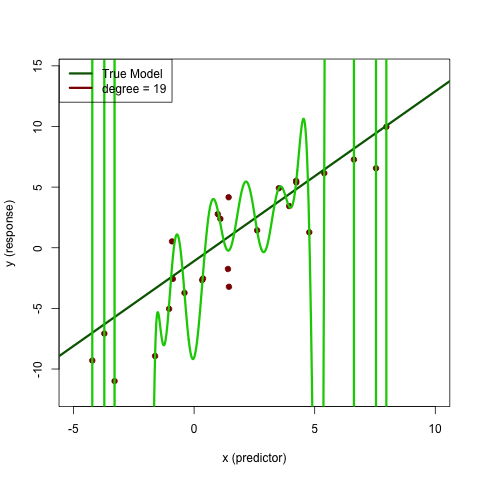 True Model
degree = 19
15
10
5
0
-5
-10
y (response)
-5
0
5
10
x (predictor)